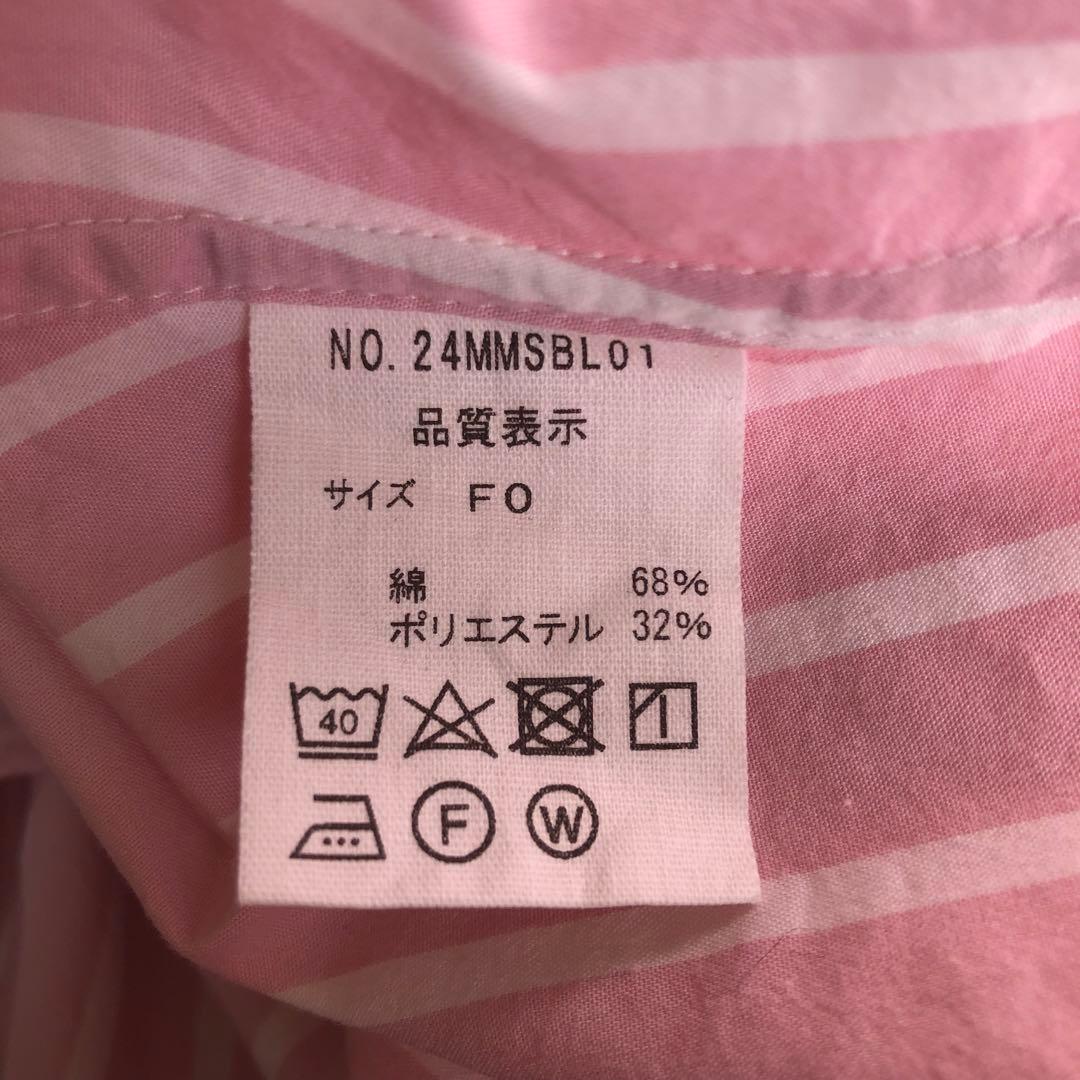 NO.24MMSBL01
品質表示
サイズ FO
綿 68%
ポリエステル 32%
40
F W